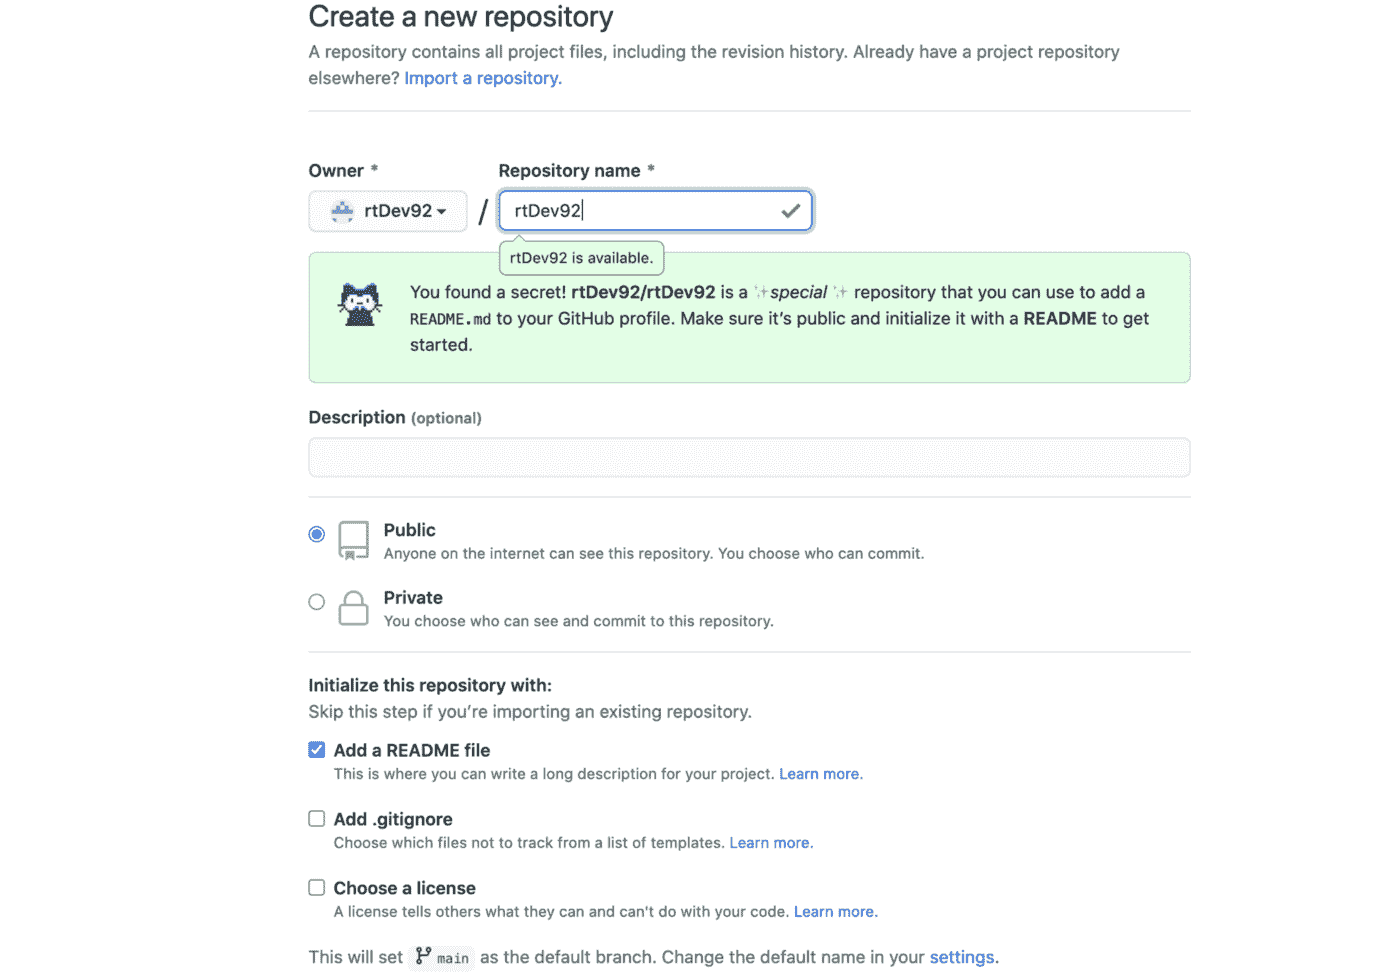 Create a new repository
A repository contains all project files, including the revision history. Already have a project repository
elsewhere? Import a repository.
Owner *
Repository name *
rtDev92
/
rtDev92
rtDev92 is available.
You found a secret! rtDev92/rtDev92 is a ✨special ✨ repository that you can use to add a
README.md to your GitHub profile. Make sure it’s public and initialize it with a README to get
started.
Description (optional)
Public
Anyone on the internet can see this repository. You choose who can commit.
Private
You choose who can see and commit to this repository.
Initialize this repository with:
Skip this step if you’re importing an existing repository.
Add a README file
This is where you can write a long description for your project. Learn more.
Add .gitignore
Choose which files not to track from a list of templates. Learn more.
Choose a license
A license tells others what they can and can't do with your code. Learn more.
This will set main as the default branch. Change the default name in your settings.